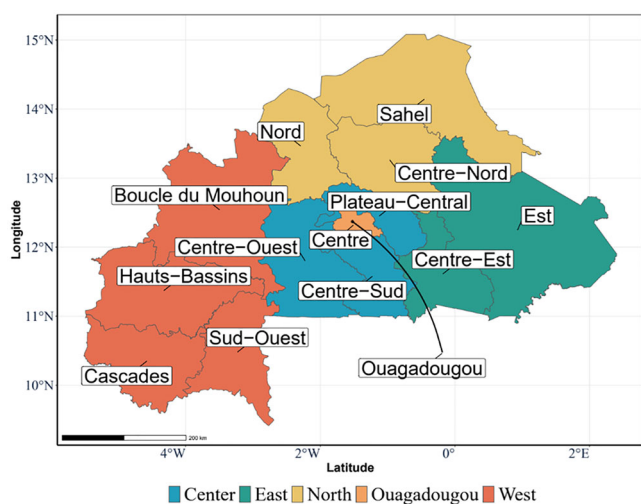 15°N
14°N
13°N
12°N
11°N
10°N
Longitude
Sahel
Nord
Centre-Nord
Boucle du Mouhoun
Plateau-Central
Est
Centre
Centre-Ouest
Centre-Est
Hauts-Bassins
Centre-Sud
Sud-Ouest
Ouagadougou
Cascades
200 km
4°W
2°W
0°
2°E
Latitude
Center East North Ouagadougou West